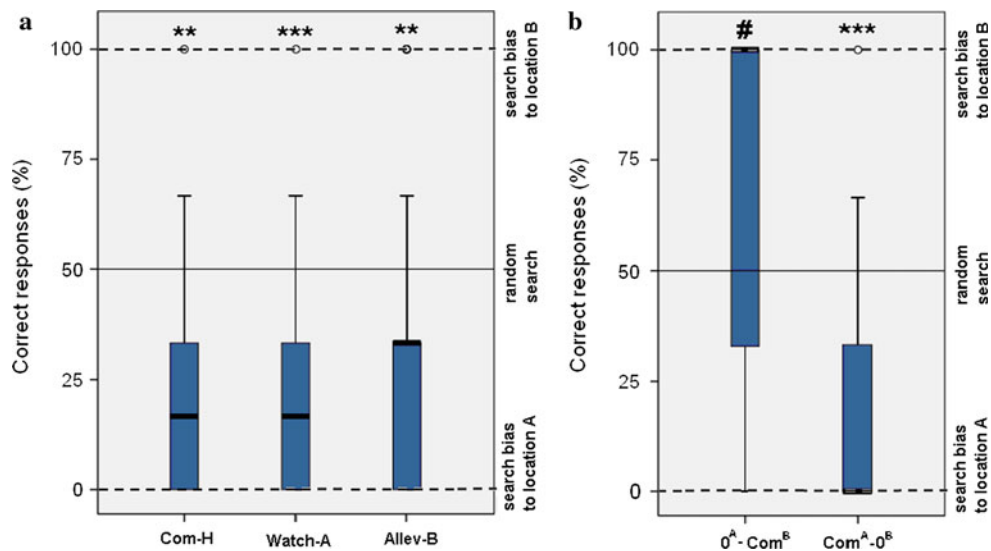 a
** *** **
100
75
50
25
0
Correct responses (%)
search bias
to location B
random
search
search bias
to location A
Com-H Watch-A Allev-B
b
# ***
100
75
50
25
0
Correct responses (%)
search bias
to location B
random
search
search bias
to location A
0ᴬ-Comᴮ Comᴬ-0ᴮ